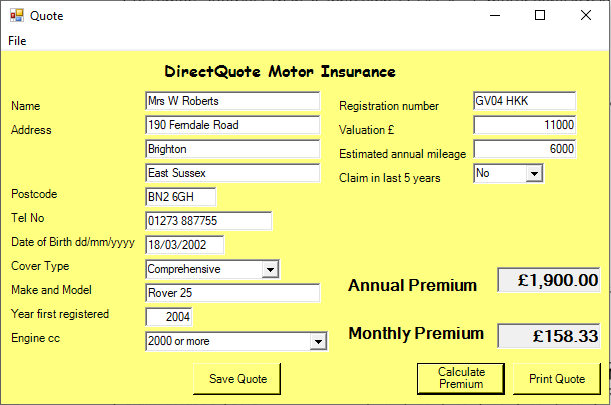 Quote
File
DirectQuote Motor Insurance
Name Mrs W Roberts
Address 190 Ferndale Road
Brighton
East Sussex
Postcode BN2 6GH
Tel No 01273 887755
Date of Birth dd/mm/yyyy 18/03/2002
Cover Type Comprehensive
Make and Model Rover 25
Year first registered 2004
Engine cc 2000 or more
Registration number GV04 HKK
Valuation £ 11000
Estimated annual mileage 6000
Claim in last 5 years No
Annual Premium £1,900.00
Monthly Premium £158.33
Save Quote
Calculate
Premium
Print Quote